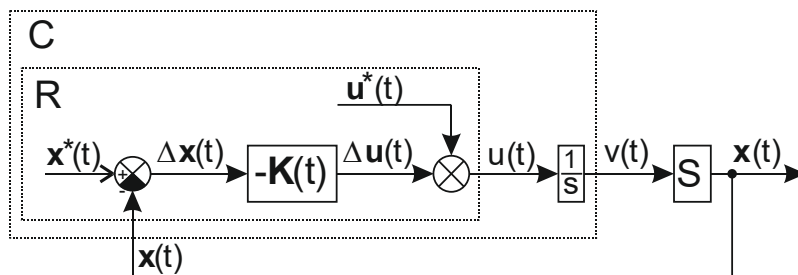 C
R
u*(t)
x*(t)
+
-
Δx(t)
-K(t)
Δu(t)
u(t)
1
s
v(t)
S
x(t)
x(t)